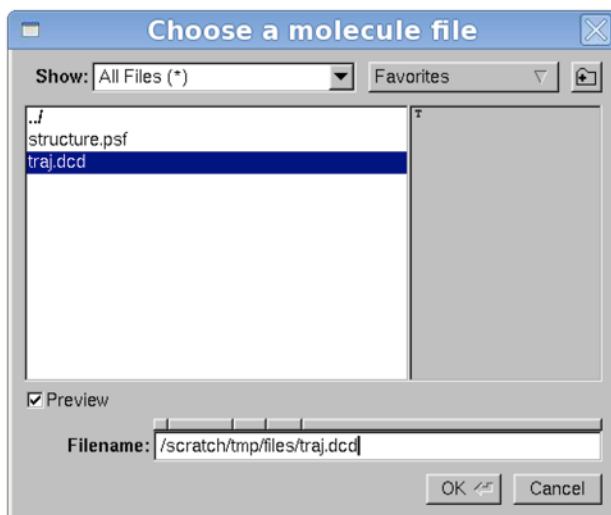 Choose a molecule file
Show: All Files (*) Favorites
../
T
structure.psf
traj.dcd
Preview
Filename: /scratch/tmp/files/traj.dcd
OK Cancel